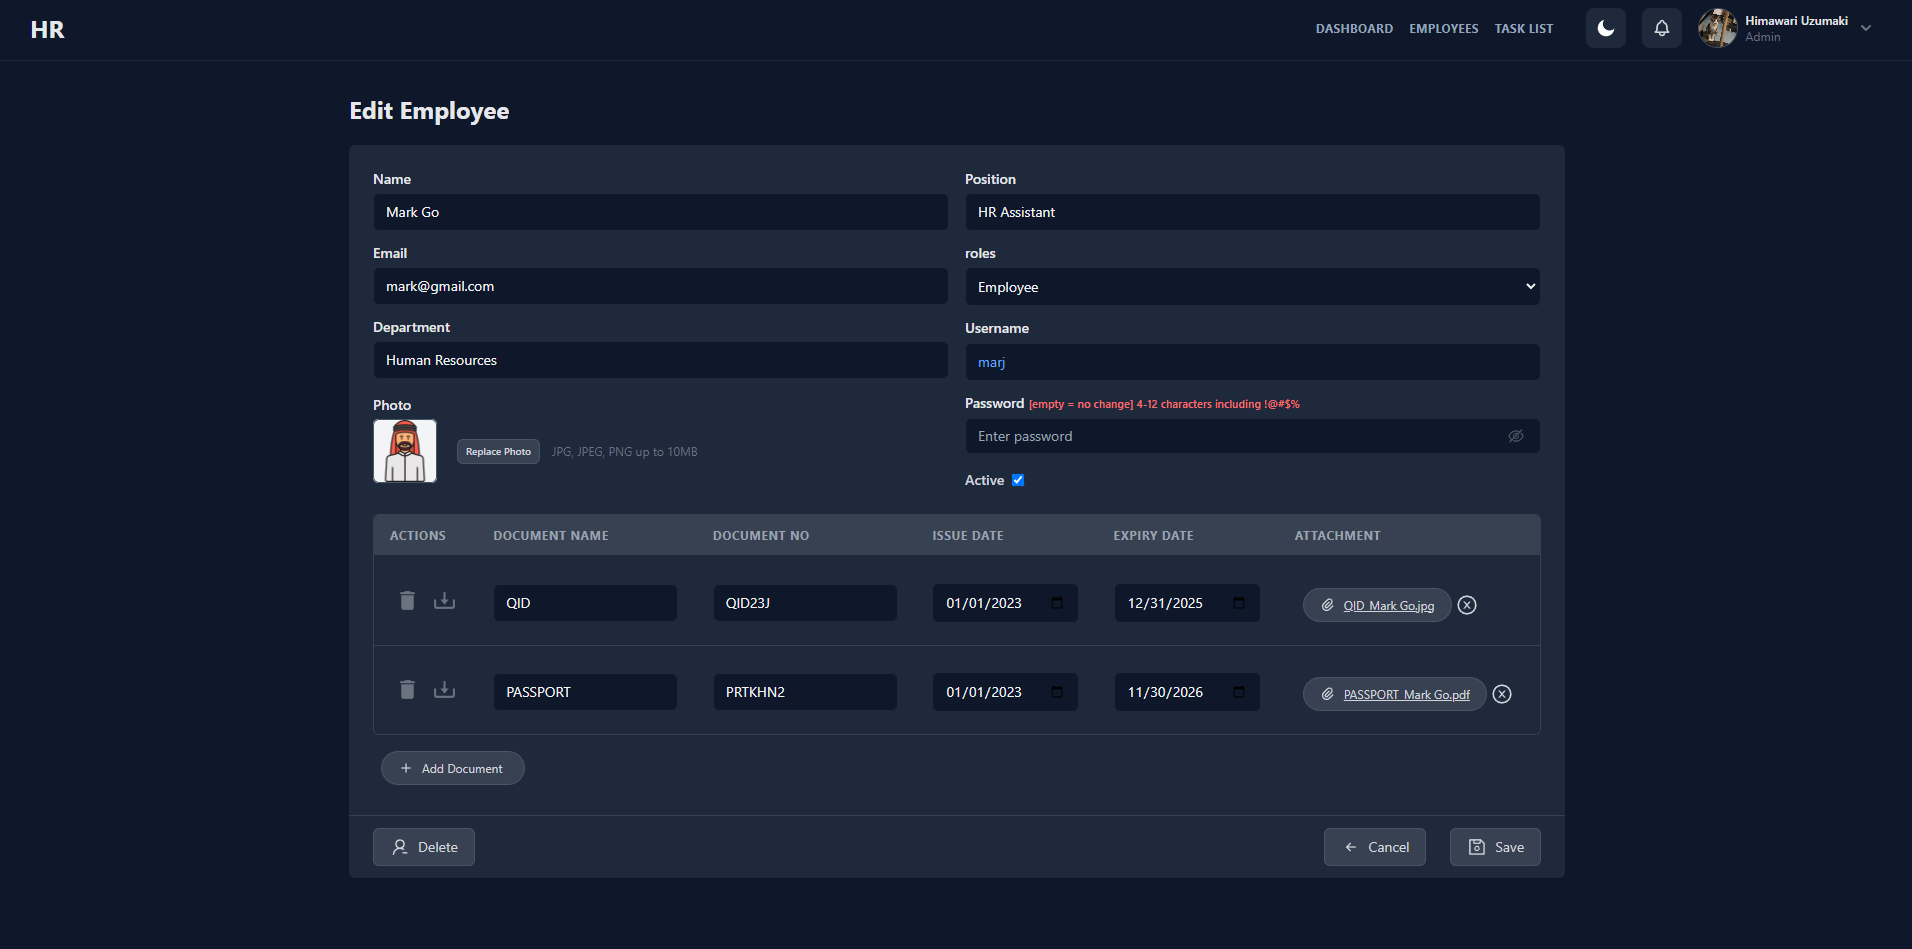 HR
DASHBOARD EMPLOYEES TASK LIST
Himawari Uzumaki
Admin
Edit Employee
Name
Mark Go
Position
HR Assistant
Email
mark@gmail.com
roles
Employee
Department
Human Resources
Username
marj
Photo
Replace Photo JPG, JPEG, PNG up to 10MB
Password [empty = no change] 4-12 characters including !@#$%
Enter password
Active
ACTIONS DOCUMENT NAME DOCUMENT NO ISSUE DATE EXPIRY DATE ATTACHMENT
QID QID23J 01/01/2023 12/31/2025 QID_Mark Go.jpg
PASSPORT PRTKHN2 01/01/2023 11/30/2026 PASSPORT_Mark Go.pdf
+ Add Document
Delete Cancel Save